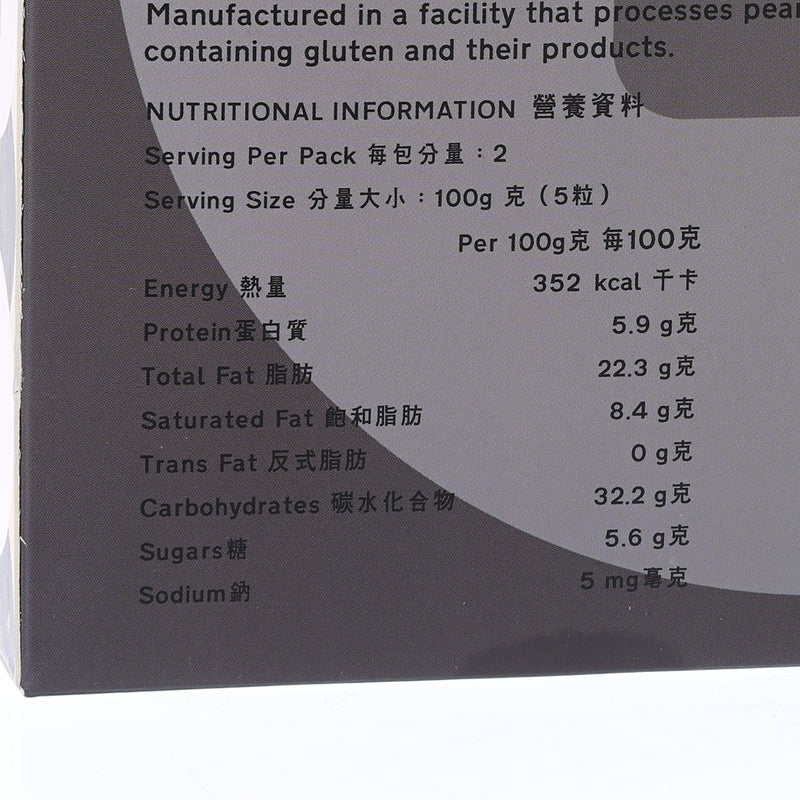 Manufactured in a facility that processes
containing gluten and their products.
NUTRITIONAL INFORMATION 營養資料
Serving Per Pack 每包分量：2
Serving Size 分量大小：100g 克（5粒）
Per 100g克 每100克
Energy 熱量 352 kcal 千卡
Protein蛋白質 5.9 g克
Total Fat 脂肪 22.3 g克
Saturated Fat 飽和脂肪 8.4 g克
Trans Fat 反式脂肪 0 g克
Carbohydrates 碳水化合物 32.2 g克
Sugars糖 5.6 g克
Sodium鈉 5 mg毫克